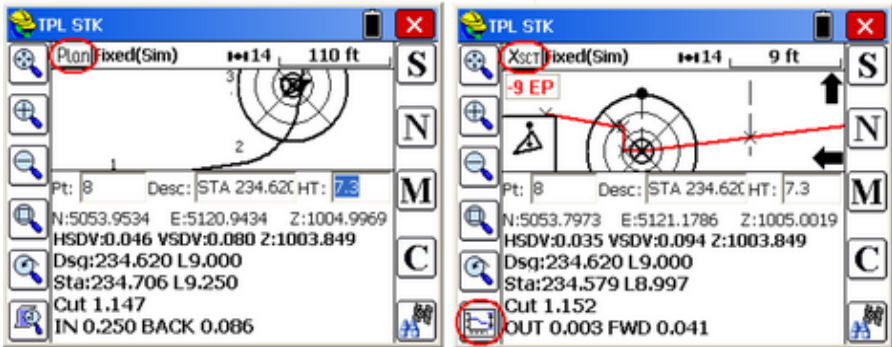 TPL STK
Plan Fixed(Sim) 14 110 ft
S
3
2
1
N
Pt: 8 Desc: STA 234.620 HT: 7.3
M
N:5053.9534 E:5120.9434 Z:1004.9969
HSDV:0.046 VSDV:0.080 Z:1003.849
Dsg:234.620 L9.000
C
Sta:234.706 L9.250
Cut 1.147
IN 0.250 BACK 0.086
TPL STK
XSCT Fixed(Sim) 14 9 ft
S
-9 EP
N
Pt: 8 Desc: STA 234.620 HT: 7.3
M
N:5053.7973 E:5121.1786 Z:1005.0019
HSDV:0.035 VSDV:0.094 Z:1003.849
Dsg:234.620 L9.000
C
Sta:234.579 L8.997
Cut 1.152
OUT 0.003 FWD 0.041